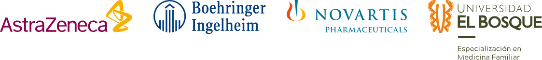 AstraZeneca
Boehringer
Ingelheim
NOVARTIS
PHARMACEUTICALS
UNIVERSIDAD
EL BOSQUE
Especialización en
Medicina Familiar